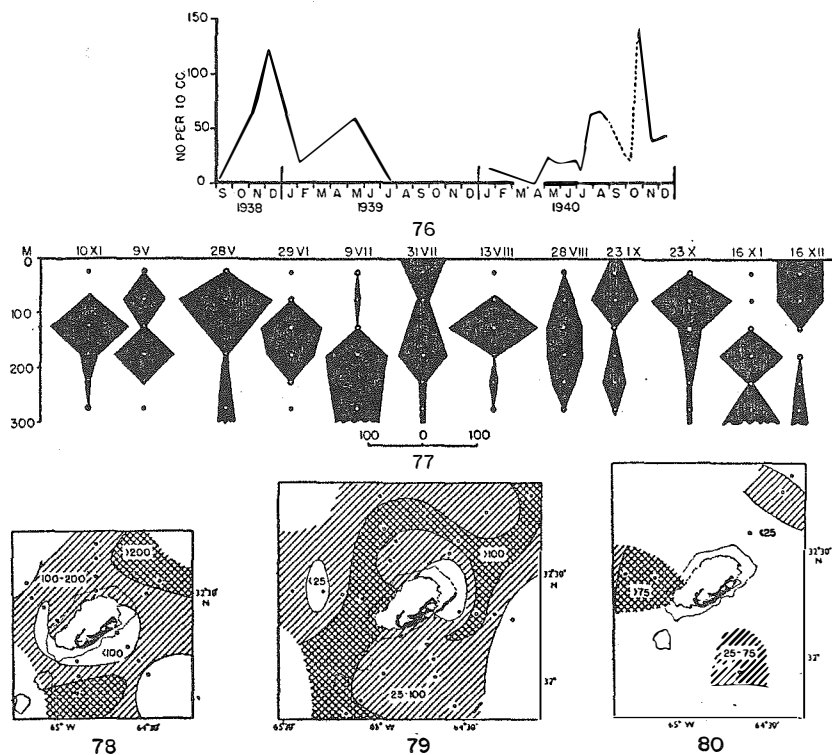 150
100
50
0
NO PER 10 CC.
S O N D J F M A M J J A S O N D J F M A M J J A S O N D
1938 1939 1940
76
M 10 XI 9 V 28 V 29 VI 9 VII 31 VII 13 VIII 28 VIII 23 IX 23 X 16 XI 16 XII
0
100
200
300
100 0 100
77
>200
100-200
<100
32°30'
N
65° W 64°30'
78
<25
>100
25-100
32°30'
N
32°
65°30' 65° W 64°30'
79
<25
>75
25-75
32°30'
N
32°
65° W 64°30'
80